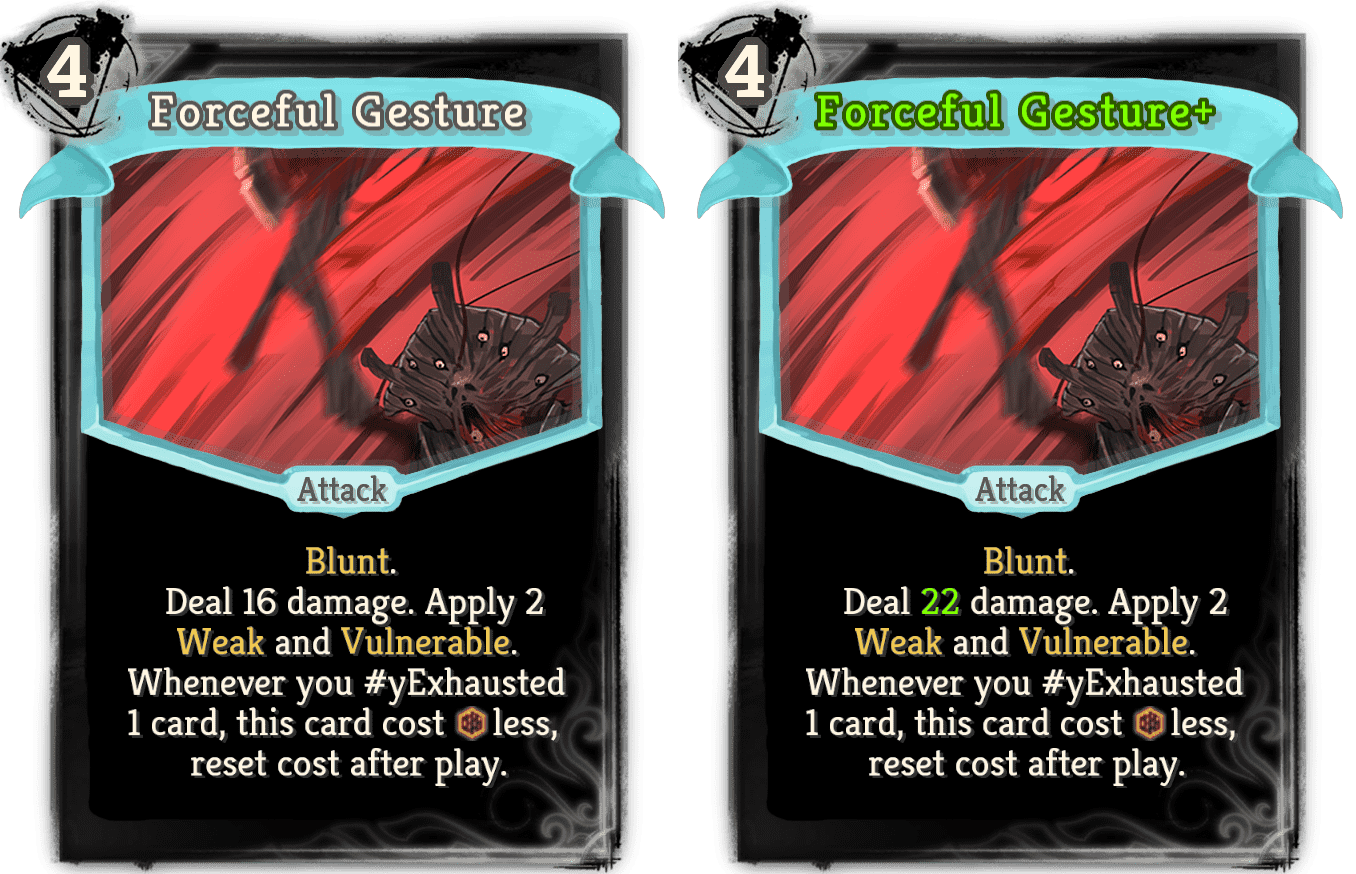 4
Forceful Gesture
Attack
Blunt.
Deal 16 damage. Apply 2
Weak and Vulnerable.
Whenever you #yExhausted
1 card, this card cost less,
reset cost after play.
4
Forceful Gesture+
Attack
Blunt.
Deal 22 damage. Apply 2
Weak and Vulnerable.
Whenever you #yExhausted
1 card, this card cost less,
reset cost after play.